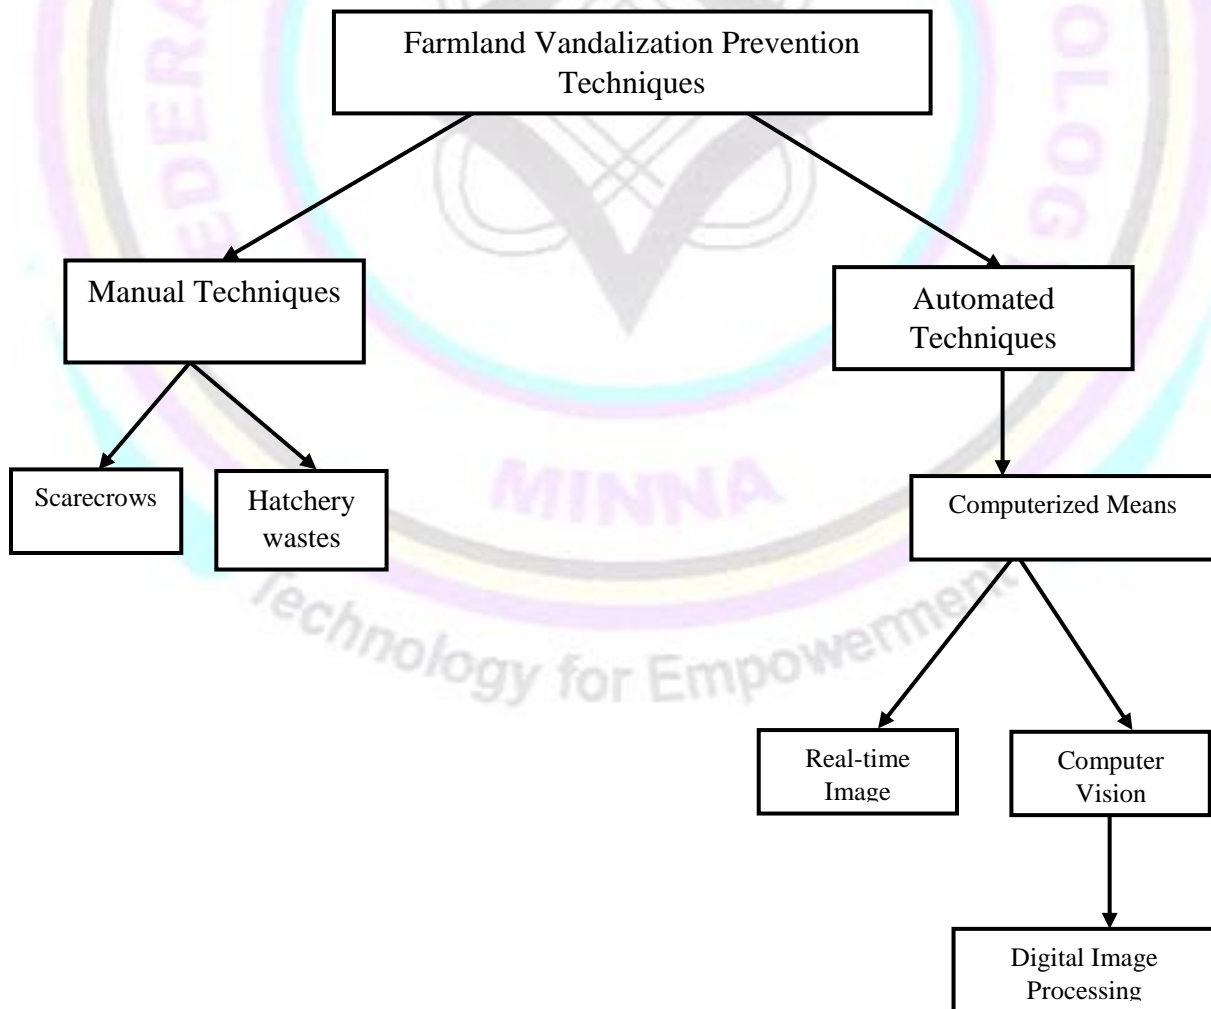 Farmland Vandalization Prevention
Techniques
Manual Techniques
Automated
Techniques
Scarecrows
Hatchery
wastes
Computerized Means
Real-time
Image
Computer
Vision
Digital Image
Processing
MINNA
Technology for Empowerment